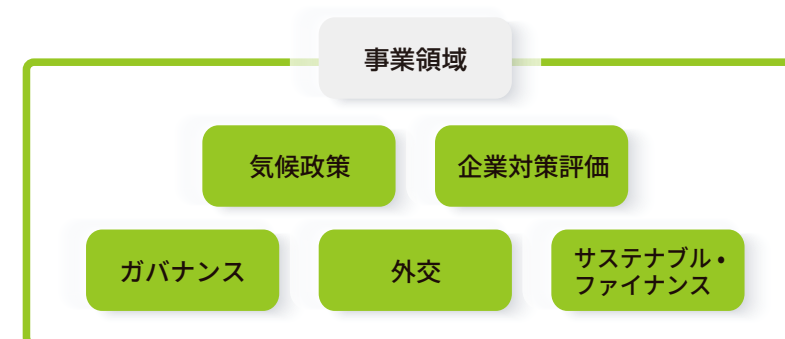 事業領域
気候政策
企業対策評価
ガバナンス
外交
サステナブル・
ファイナンス